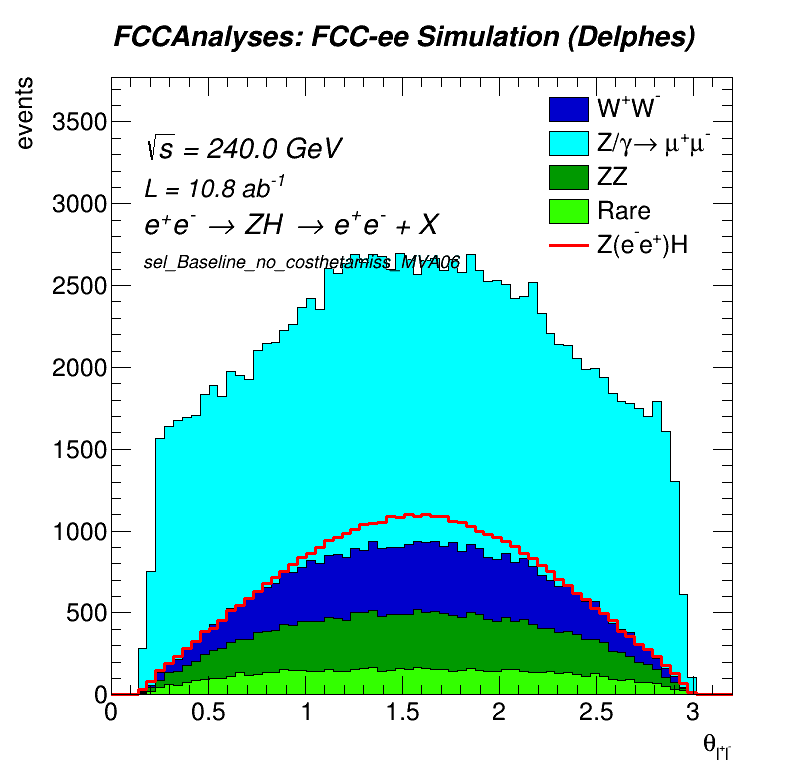 FCCAnalyses: FCC-ee Simulation (Delphes)
events
3500
3000
2500
2000
1500
1000
500
0
√s = 240.0 GeV
L = 10.8 ab⁻¹
e⁺e⁻ → ZH → e⁺e⁻ + X
sel_Baseline_no_costhetamiss_MVA06
W⁺W⁻
Z/γ→ μ⁺μ⁻
ZZ
Rare
Z(e⁻e⁺)H
0 0.5 1 1.5 2 2.5 3
θ_l⁺l⁻